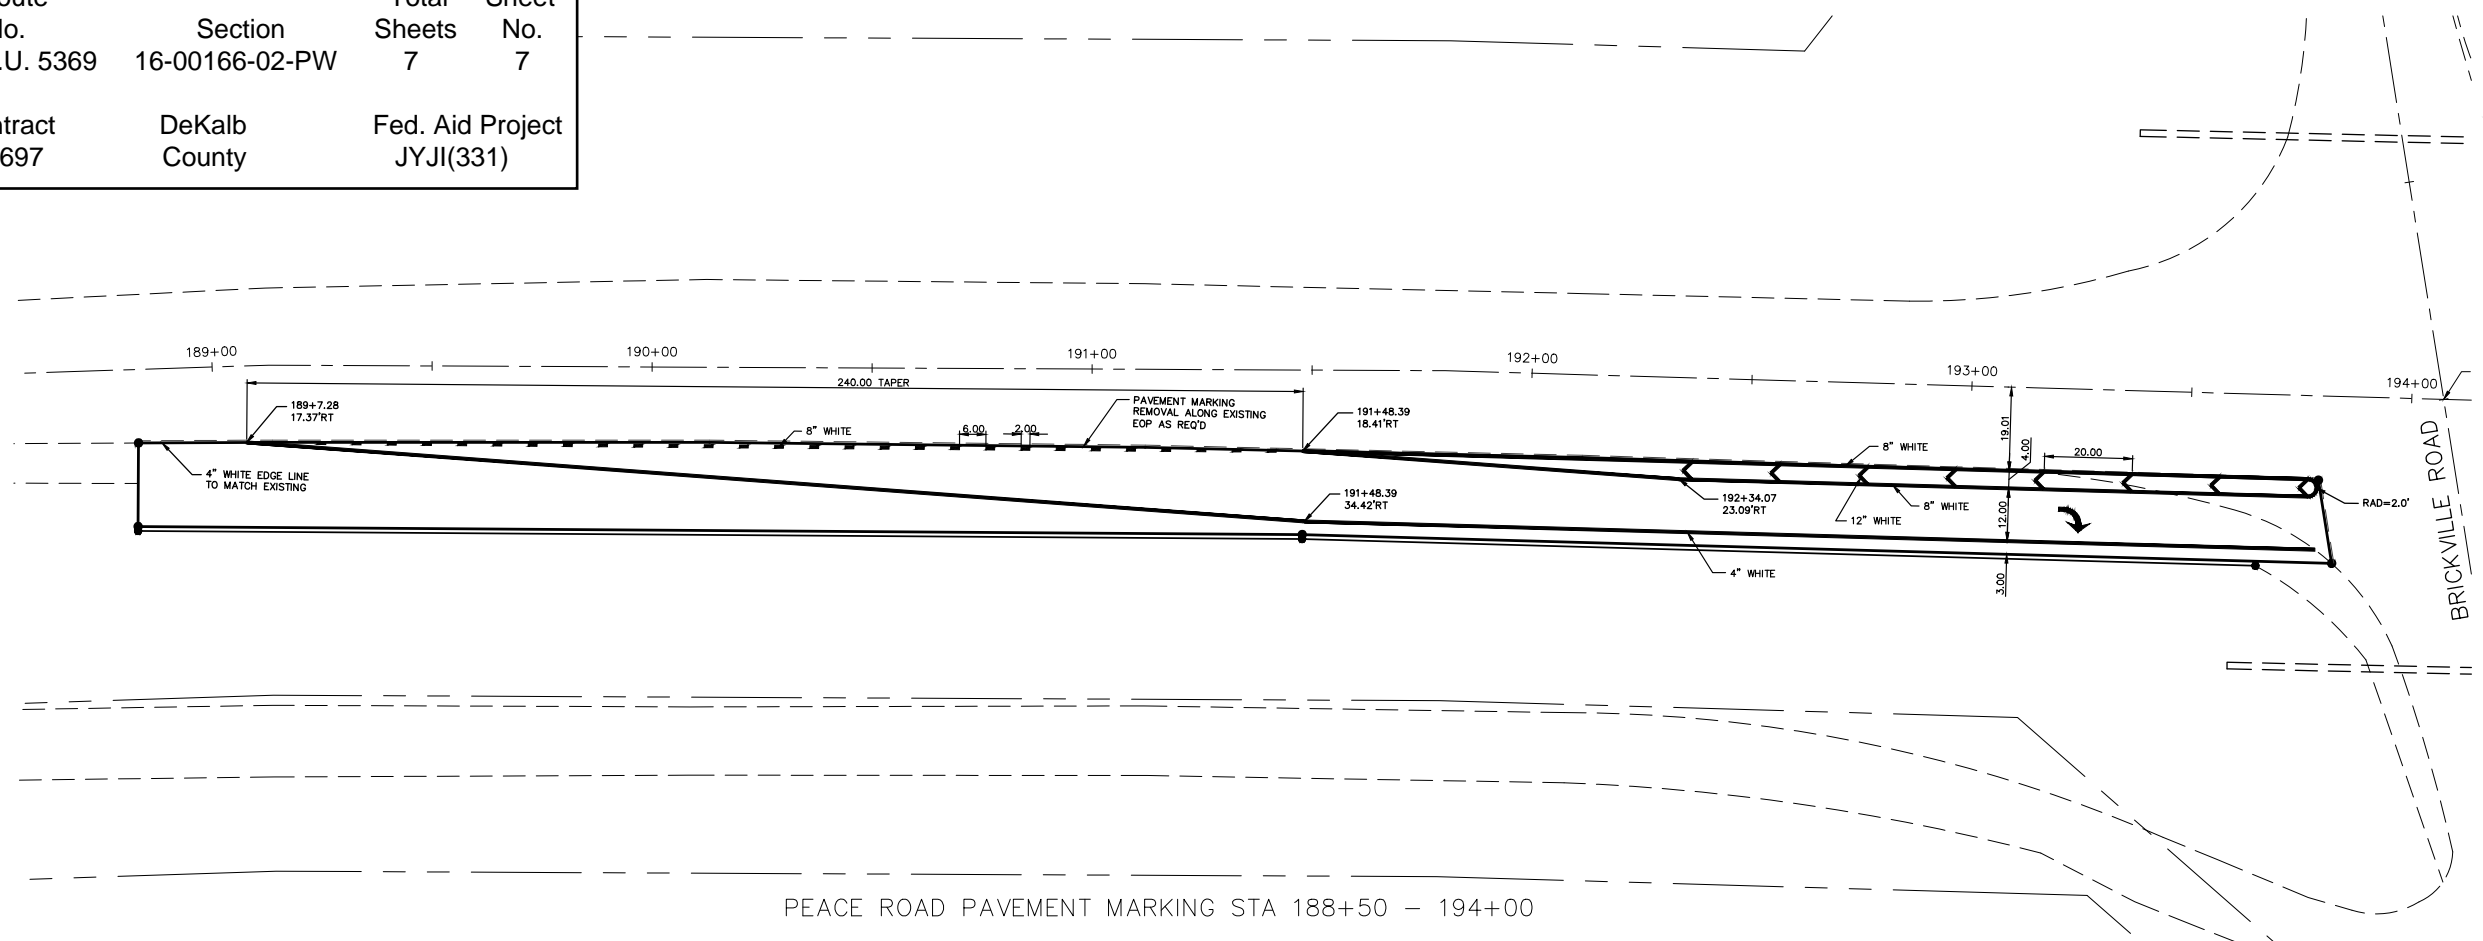 Total Sheet
No. Section Sheets No.
.U. 5369 16-00166-02-PW 7 7
ntract DeKalb Fed. Aid Project
697 County JYJI(331)
189+00
190+00
191+00
192+00
193+00
194+00
240.00 TAPER
189+7.28
17.37'RT
8" WHITE
6.00
2.00
PAVEMENT MARKING
REMOVAL ALONG EXISTING
EOP AS REQ'D
191+48.39
18.41'RT
19.01
8" WHITE
4.00
20.00
4" WHITE EDGE LINE
TO MATCH EXISTING
191+48.39
34.42'RT
192+34.07
23.09'RT
12" WHITE
8" WHITE
12.00
RAD=2.0'
4" WHITE
3.00
BRICKVILLE ROAD
PEACE ROAD PAVEMENT MARKING STA 188+50 - 194+00